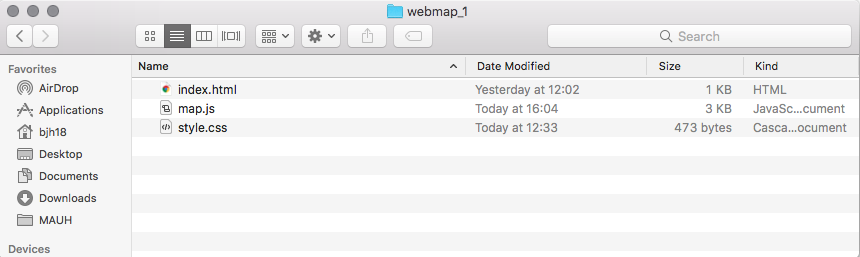 webmap_1
Search
Favorites
AirDrop
Applications
bjh18
Desktop
Documents
Downloads
MAUH
Devices
Name Date Modified Size Kind
index.html Yesterday at 12:02 1 KB HTML
map.js Today at 16:04 3 KB JavaSc...cument
style.css Today at 12:33 473 bytes Casca...ocument